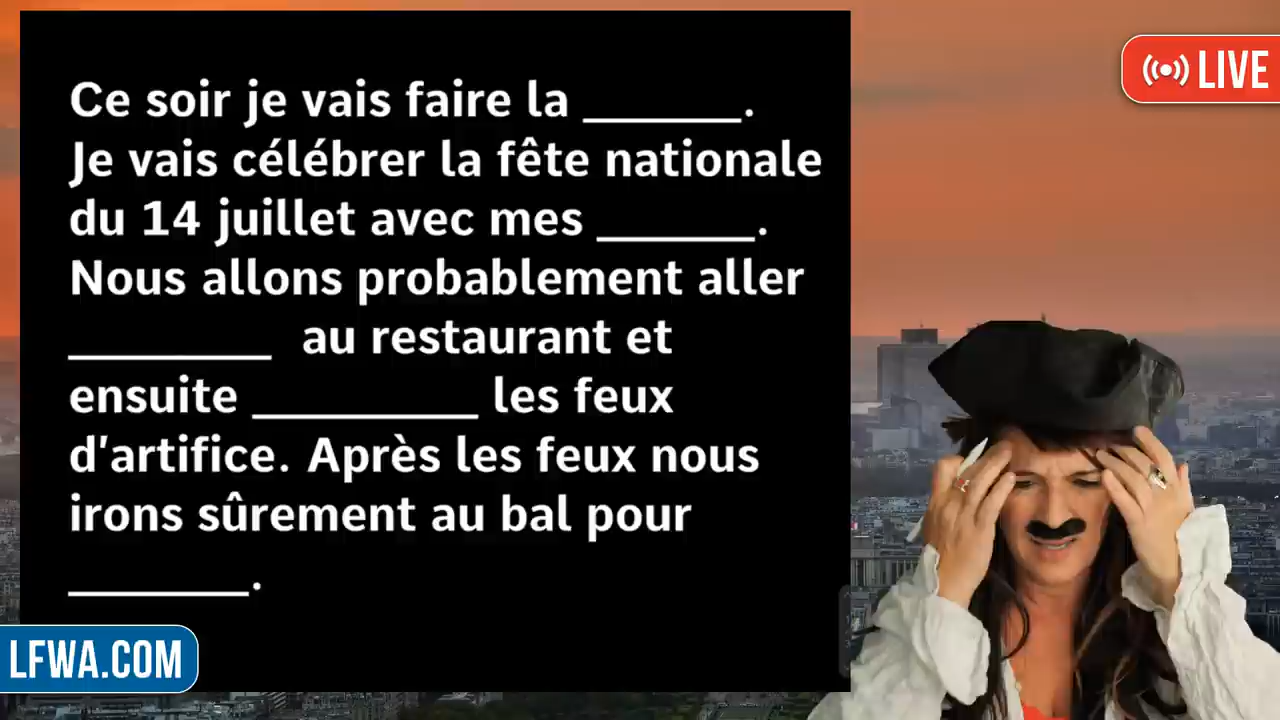 Ce soir je vais faire la ______.
Je vais célébrer la fête nationale
du 14 juillet avec mes ______.
Nous allons probablement aller
________ au restaurant et
ensuite _________ les feux
d'artifice. Après les feux nous
irons sûrement au bal pour
_______.
LIVE
LFWA.COM